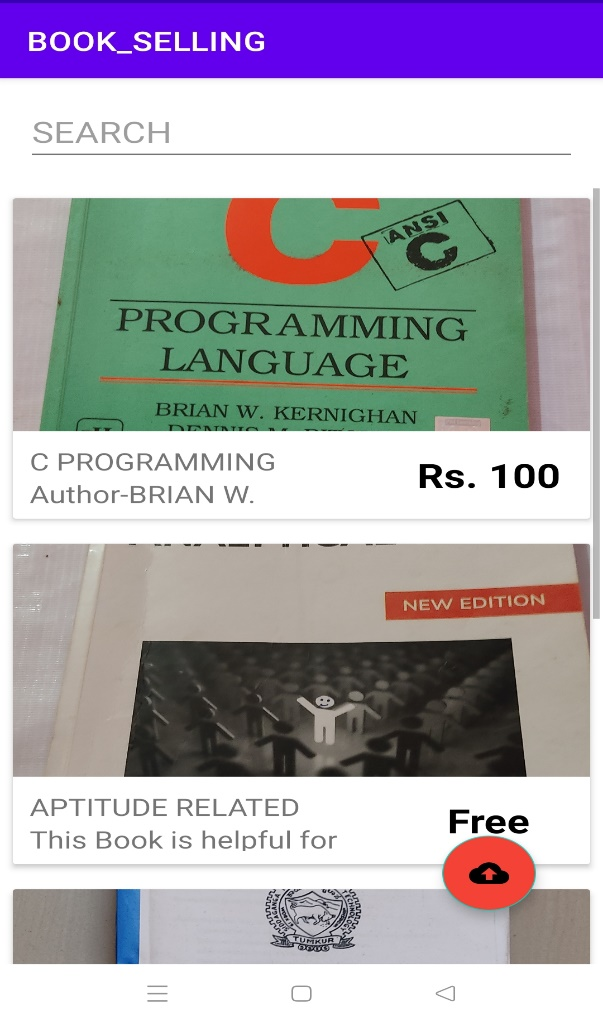 BOOK_SELLING
SEARCH
C
ANSI
C
PROGRAMMING
LANGUAGE
BRIAN W. KERNIGHAN
C PROGRAMMING
Author-BRIAN W.
Rs. 100
NEW EDITION
APTITUDE RELATED
This Book is helpful for
Free
TUMKUR